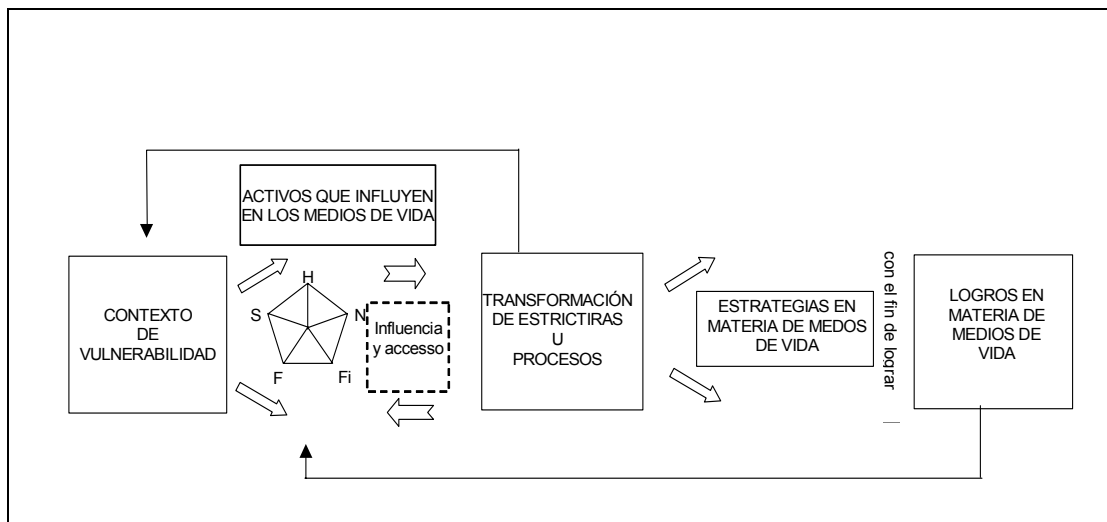 ACTIVOS QUE INFLUYEN
EN LOS MEDIOS DE VIDA
CONTEXTO
DE
VULNERABILIDAD
H
S
N
F
Fi
Influencia
y accesso
TRANSFORMACIÓN
DE ESTRICTIRAS
U
PROCESOS
ESTRATEGIAS EN
MATERIA DE MEDOS
DE VIDA
con el fin de lograr
LOGROS EN
MATERIA DE
MEDIOS DE
VIDA